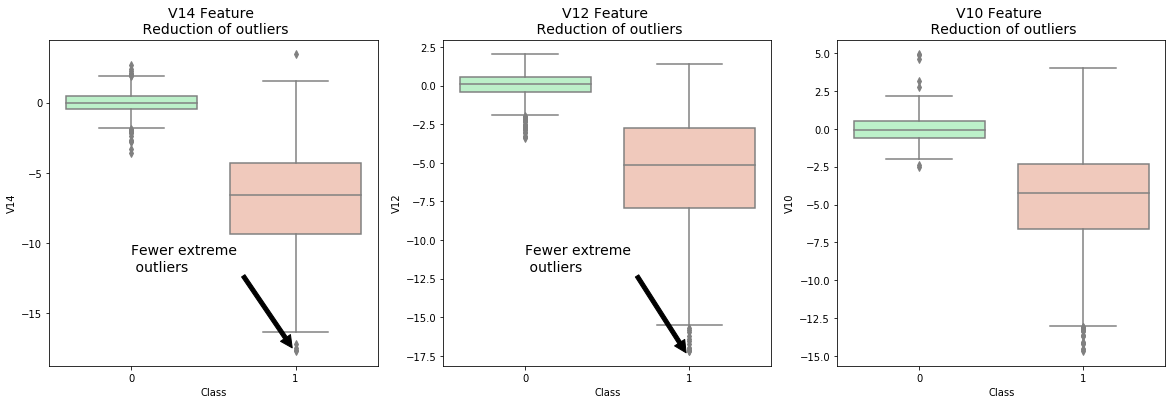 V14 Feature
Reduction of outliers
V14
0
−5
−10
−15
Fewer extreme
outliers
0
1
Class
V12 Feature
Reduction of outliers
V12
2.5
0.0
−2.5
−5.0
−7.5
−10.0
−12.5
−15.0
−17.5
Fewer extreme
outliers
0
1
Class
V10 Feature
Reduction of outliers
V10
5.0
2.5
0.0
−2.5
−5.0
−7.5
−10.0
−12.5
−15.0
0
1
Class